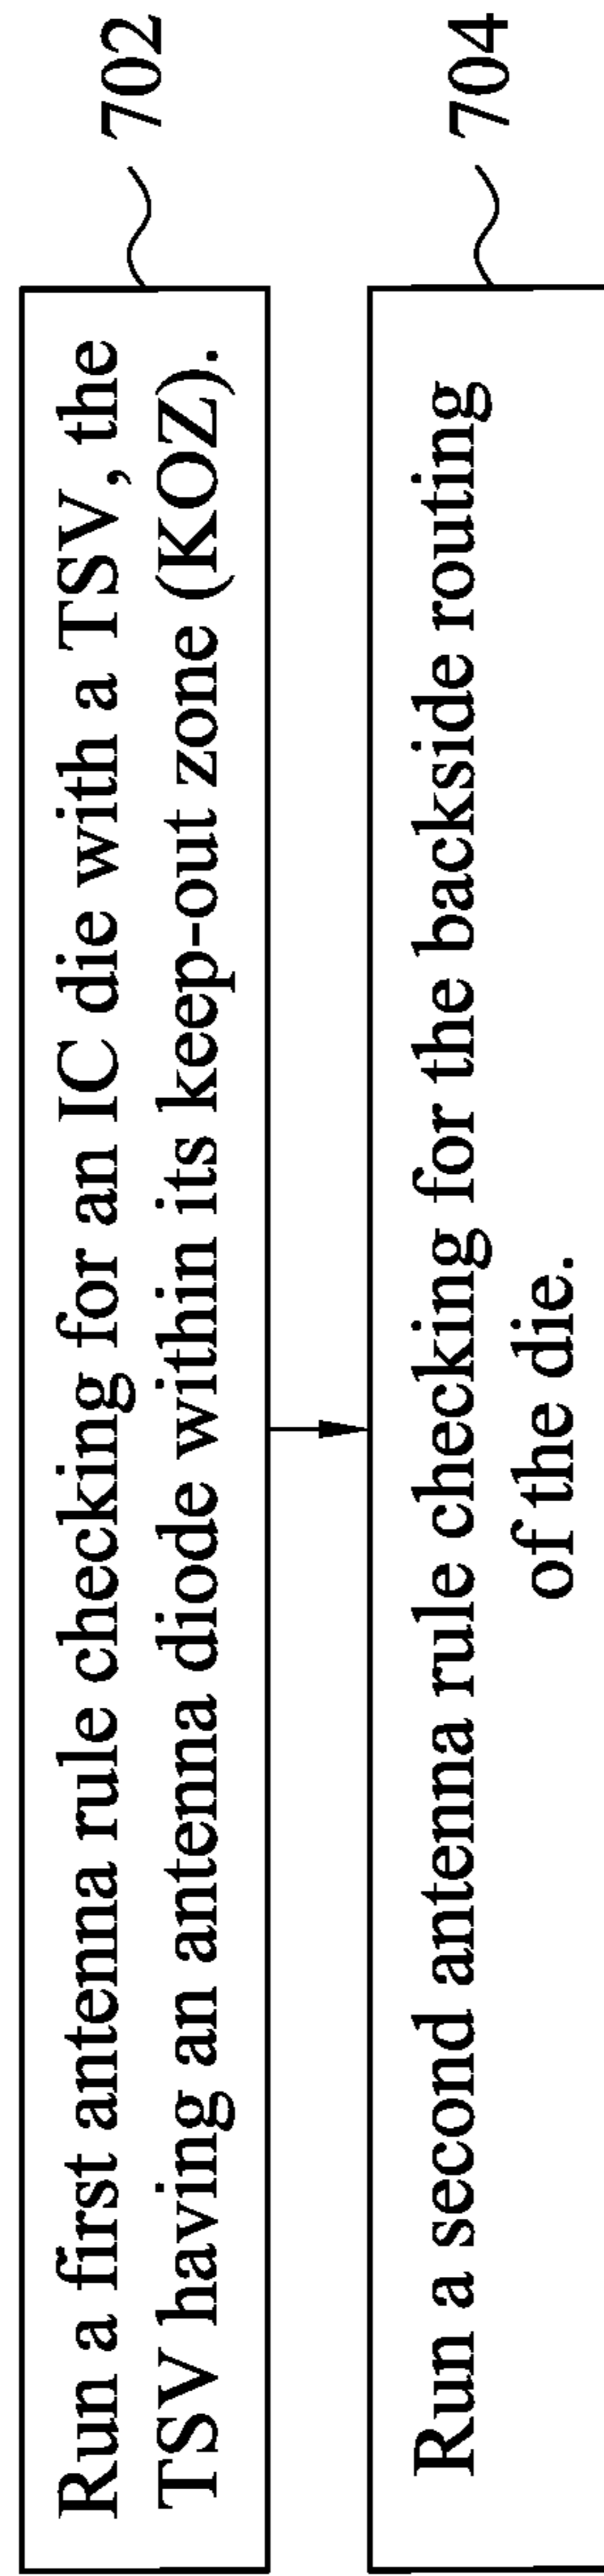 Run a first antenna rule checking for an IC die with a TSV, the
TSV having an antenna diode within its keep-out zone (KOZ).
702
Run a second antenna rule checking for the backside routing
of the die.
704